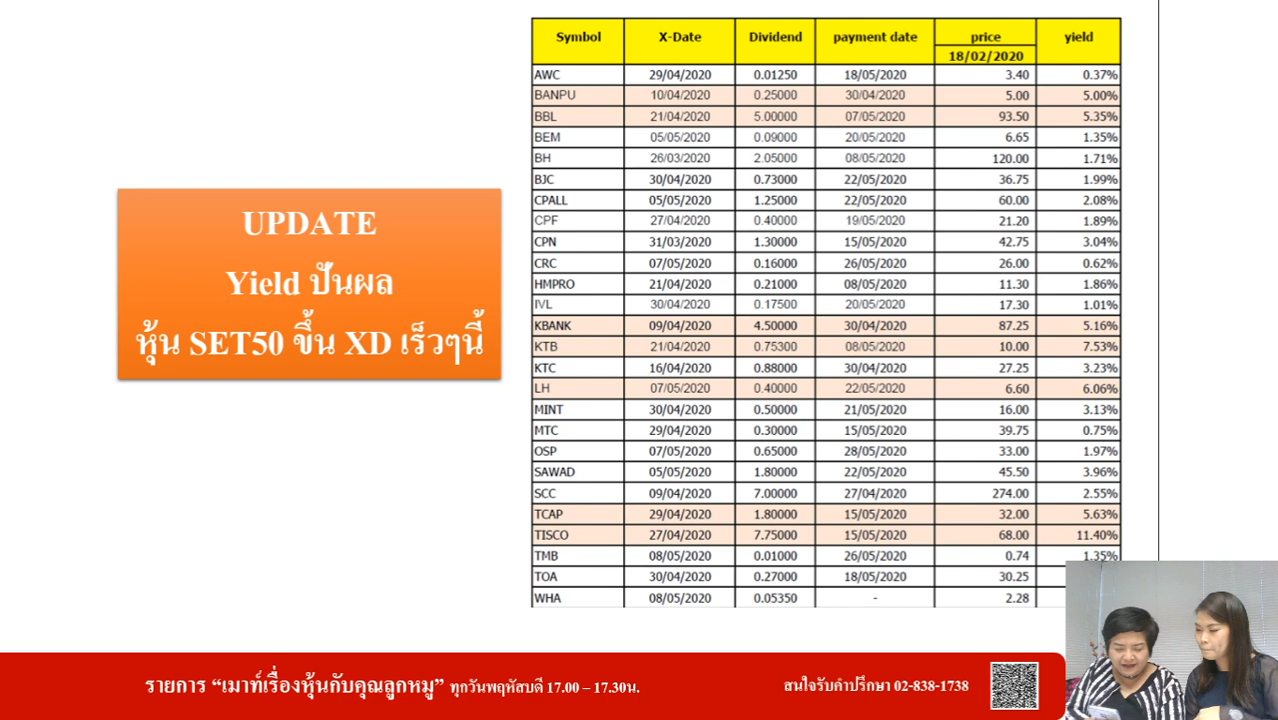 UPDATE
Yield ปันผล
หุ้น SET50 ขึ้น XD เร็วๆนี้
Symbol X-Date Dividend payment date price yield
18/02/2020
AWC 29/04/2020 0.01250 18/05/2020 3.40 0.37%
BANPU 10/04/2020 0.25000 30/04/2020 5.00 5.00%
BBL 21/04/2020 5.00000 07/05/2020 93.50 5.35%
BEM 05/05/2020 0.09000 20/05/2020 6.65 1.35%
BH 26/03/2020 2.05000 08/05/2020 120.00 1.71%
BJC 30/04/2020 0.73000 22/05/2020 36.75 1.99%
CPALL 05/05/2020 1.25000 22/05/2020 60.00 2.08%
CPF 27/04/2020 0.40000 19/05/2020 21.20 1.89%
CPN 31/03/2020 1.30000 15/05/2020 42.75 3.04%
CRC 07/05/2020 0.16000 26/05/2020 26.00 0.62%
HMPRO 21/04/2020 0.21000 08/05/2020 11.30 1.86%
IVL 30/04/2020 0.17500 20/05/2020 17.30 1.01%
KBANK 09/04/2020 4.50000 30/04/2020 87.25 5.16%
KTB 21/04/2020 0.75300 08/05/2020 10.00 7.53%
KTC 16/04/2020 0.88000 30/04/2020 27.25 3.23%
LH 07/05/2020 0.40000 22/05/2020 6.60 6.06%
MINT 30/04/2020 0.50000 21/05/2020 16.00 3.13%
MTC 29/04/2020 0.30000 15/05/2020 39.75 0.75%
OSP 07/05/2020 0.65000 28/05/2020 33.00 1.97%
SAWAD 05/05/2020 1.80000 22/05/2020 45.50 3.96%
SCC 09/04/2020 7.00000 27/04/2020 274.00 2.55%
TCAP 29/04/2020 1.80000 15/05/2020 32.00 5.63%
TISCO 27/04/2020 7.75000 15/05/2020 68.00 11.40%
TMB 08/05/2020 0.01000 26/05/2020 0.74 1.35%
TOA 30/04/2020 0.27000 18/05/2020 30.25
WHA 08/05/2020 0.05350 - 2.28
รายการ “เมาท์เรื่องหุ้นกับคุณลูกหมู” ทุกวันพฤหัสบดี 17.00 – 17.30น.
สนใจรับคำปรึกษา 02-838-1738